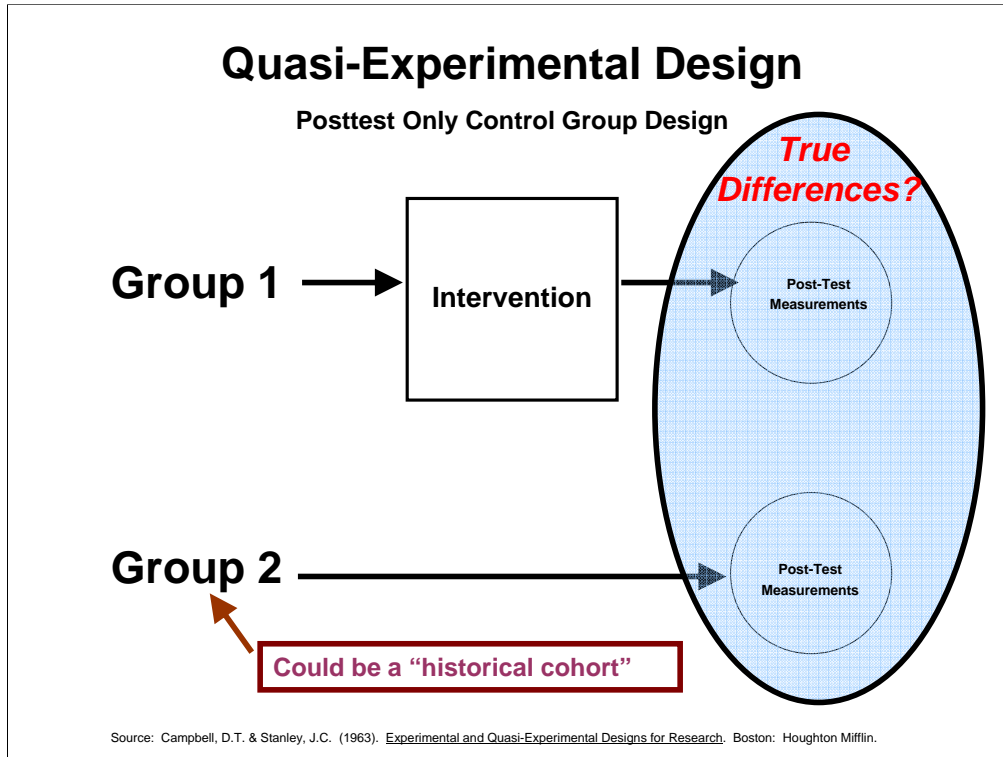 Quasi-Experimental Design
Posttest Only Control Group Design
True
Differences?
Group 1
Intervention
Post-Test
Measurements
Group 2
Post-Test
Measurements
Could be a “historical cohort”
Source:  Campbell, D.T. & Stanley, J.C.  (1963).  Experimental and Quasi-Experimental Designs for Research.  Boston:  Houghton Mifflin.